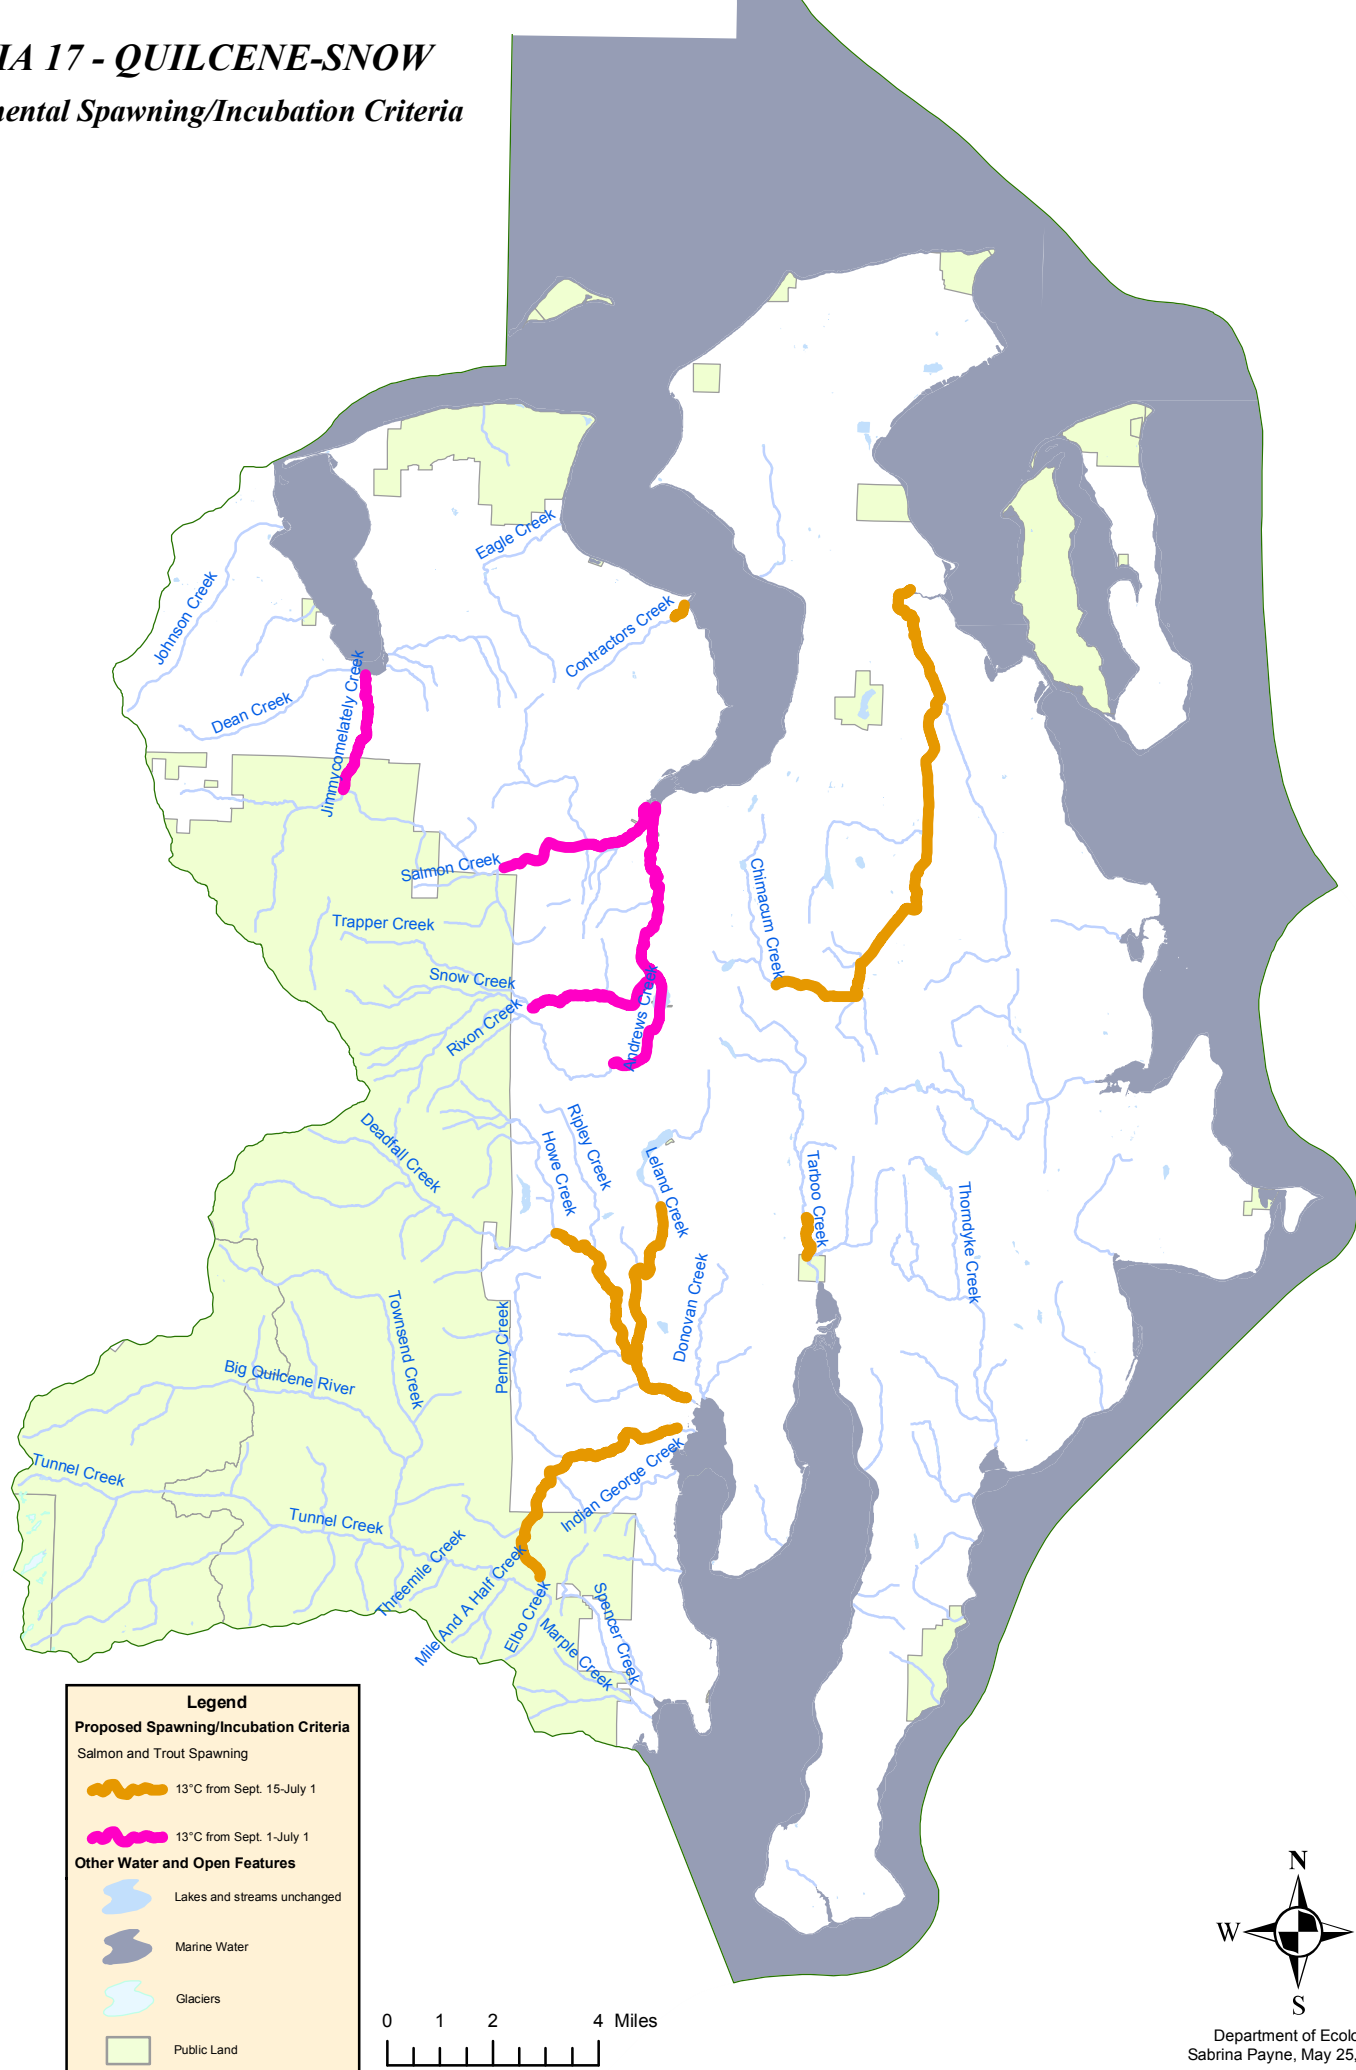 IA 17 - QUILCENE-SNOW
ental Spawning/Incubation Criteria
Eagle Creek
Johnson Creek
Contractors Creek
Dean Creek
Jimmycomelately Creek
Salmon Creek
Chimacum Creek
Trapper Creek
Snow Creek
Rixon Creek
Andrews Creek
Deadfall Creek
Ripley Creek
Howe Creek
Leland Creek
Tarboo Creek
Thorndyke Creek
Donovan Creek
Townsend Creek
Penny Creek
Big Quilcene River
Tunnel Creek
Indian George Creek
Tunnel Creek
Threemile Creek
Mile And A Half Creek
Elbo Creek
Spencer Creek
Marple Creek
Legend
Proposed Spawning/Incubation Criteria
Salmon and Trout Spawning
13°C from Sept. 15-July 1
13°C from Sept. 1-July 1
Other Water and Open Features
Lakes and streams unchanged
Marine Water
Glaciers
Public Land
0 1 2 4 Miles
N
W
S
Department of Ecolo
Sabrina Payne, May 25,